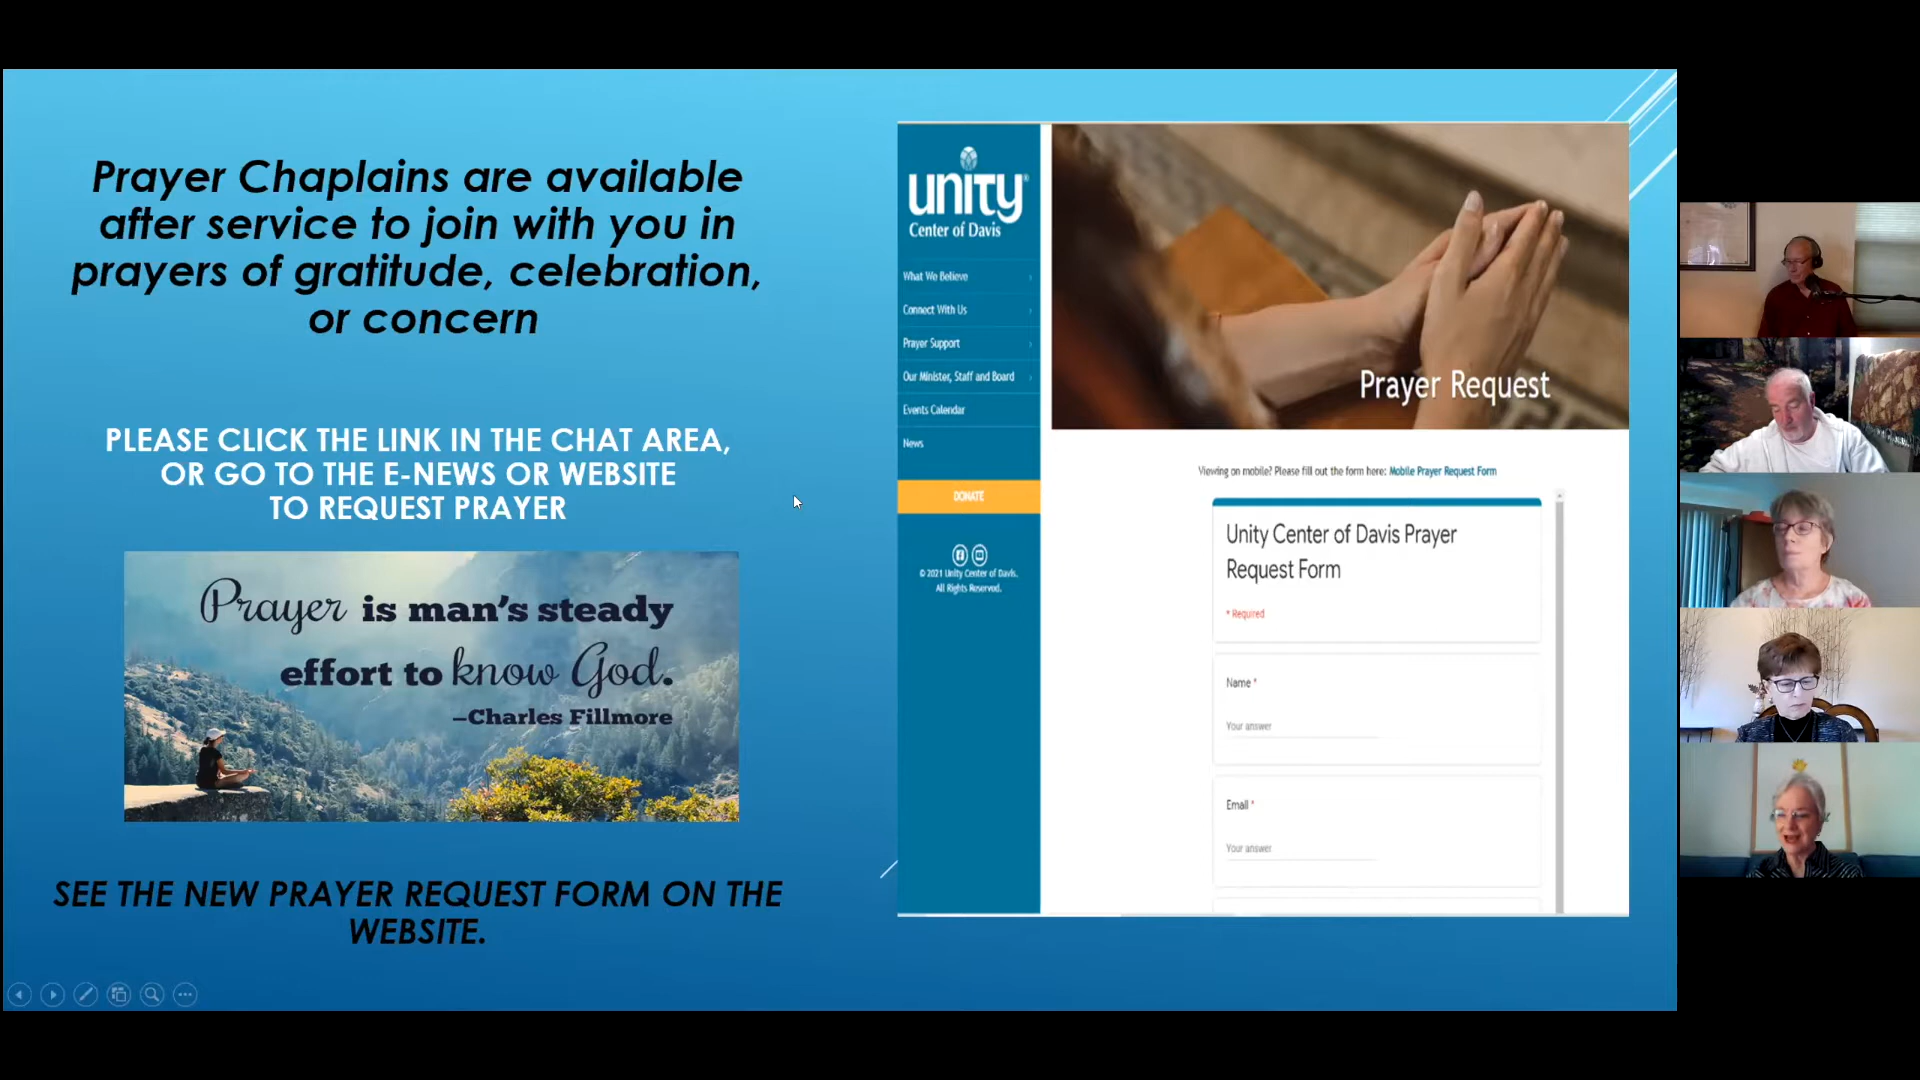 Prayer Chaplains are available
after service to join with you in
prayers of gratitude, celebration,
or concern
PLEASE CLICK THE LINK IN THE CHAT AREA,
OR GO TO THE E-NEWS OR WEBSITE
TO REQUEST PRAYER
Prayer is man's steady
effort to know God.
–Charles Fillmore
SEE THE NEW PRAYER REQUEST FORM ON THE
WEBSITE.
unity®
Center of Davis
What We Believe
Connect With Us
Prayer Support
Our Minister, Staff and Board
Events Calendar
News
DONATE
© 2021 Unity Center of Davis.
All Rights Reserved.
Prayer Request
Viewing on mobile? Please fill out the form here: Mobile Prayer Request Form
Unity Center of Davis Prayer
Request Form
* Required
Name *
Your answer
Email *
Your answer